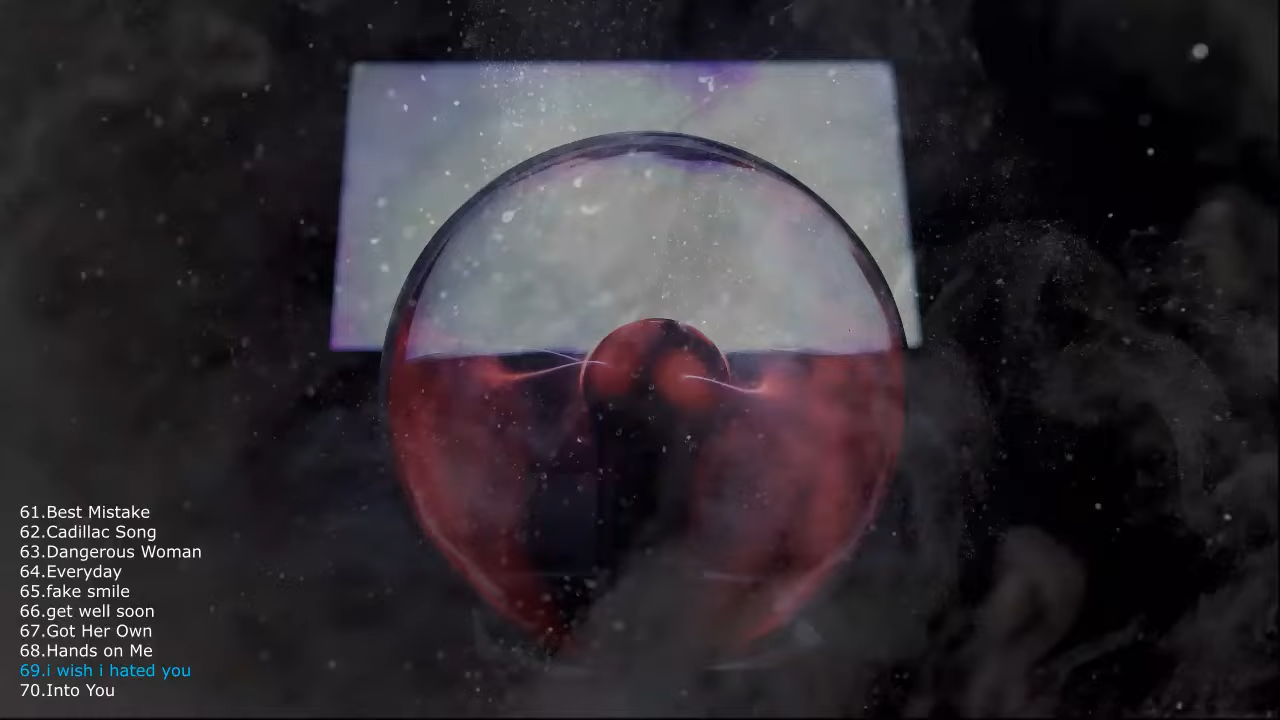 61.Best Mistake
62.Cadillac Song
63.Dangerous Woman
64.Everyday
65.fake smile
66.get well soon
67.Got Her Own
68.Hands on Me
69.i wish i hated you
70.Into You